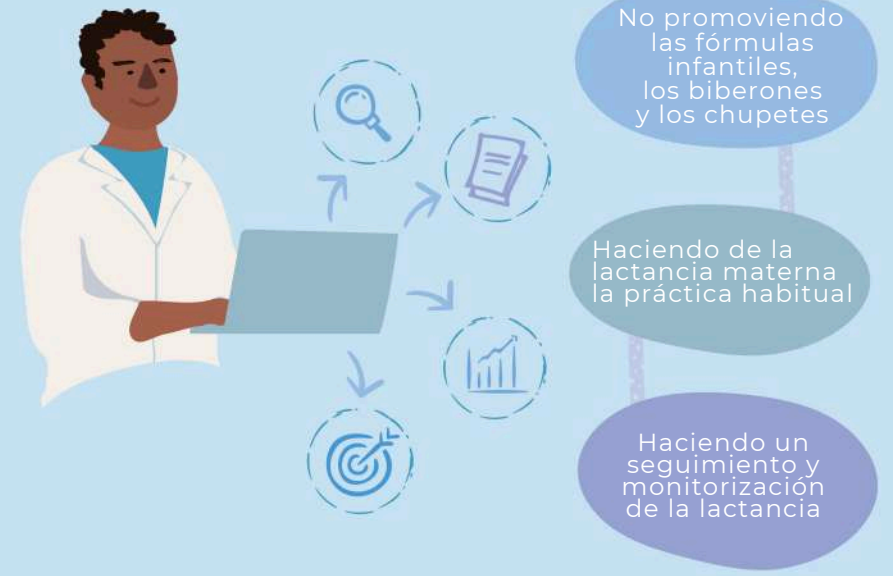 No promoviendo
las fórmulas
infantiles,
los biberones
y los chupetes
Haciendo de la
lactancia materna
la práctica habitual
Haciendo un
seguimiento y
monitorización
de la lactancia